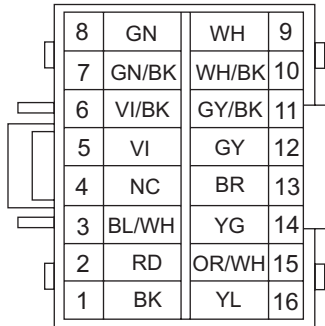 8 GN WH 9
7 GN/BK WH/BK 10
6 VI/BK GY/BK 11
5 VI GY 12
4 NC BR 13
3 BL/WH YG 14
2 RD OR/WH 15
1 BK YL 16